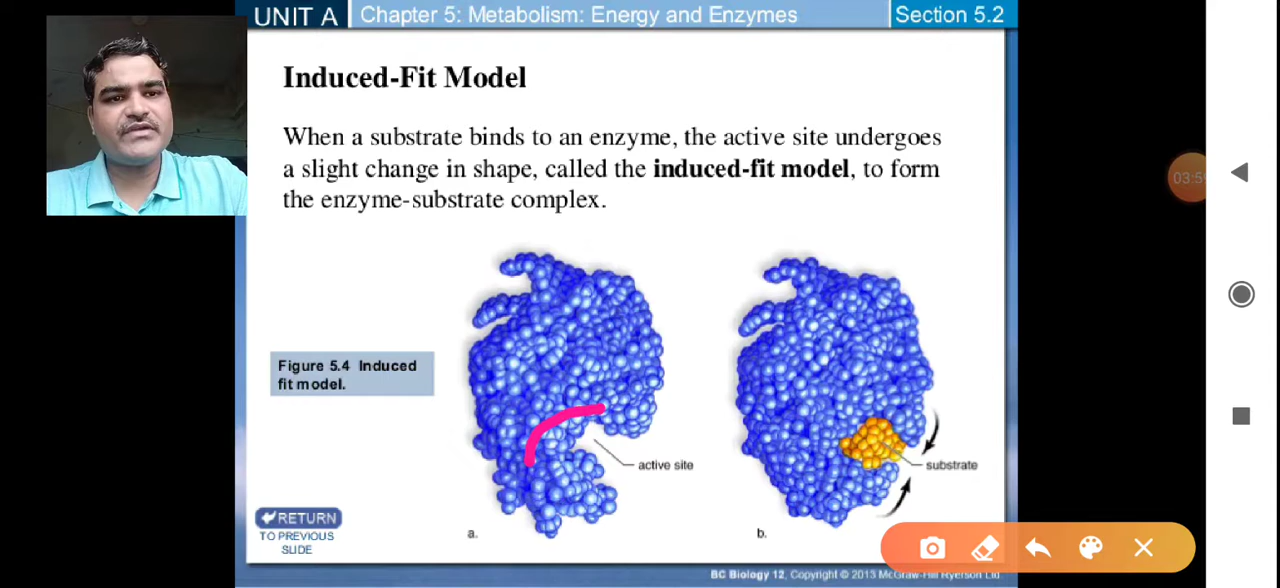 UNIT A
Chapter 5: Metabolism: Energy and Enzymes
Section 5.2
Induced-Fit Model
When a substrate binds to an enzyme, the active site undergoes
a slight change in shape, called the induced-fit model, to form
the enzyme-substrate complex.
Figure 5.4 Induced
fit model.
active site
substrate
a.
b.
RETURN
TO PREVIOUS
SLIDE
BC Biology 12, Copyright © 2013 McGraw-Hill Ryerson Ltd